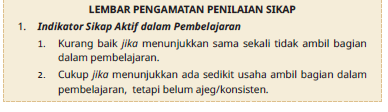 LEMBAR PENGAMATAN PENILAIAN SIKAP
1. Indikator Sikap Aktif dalam Pembelajaran
1. Kurang baik jika menunjukkan sama sekali tidak ambil bagian
dalam pembelajaran.
2. Cukup jika menunjukkan ada sedikit usaha ambil bagian dalam
pembelajaran, tetapi belum ajeg/konsisten.